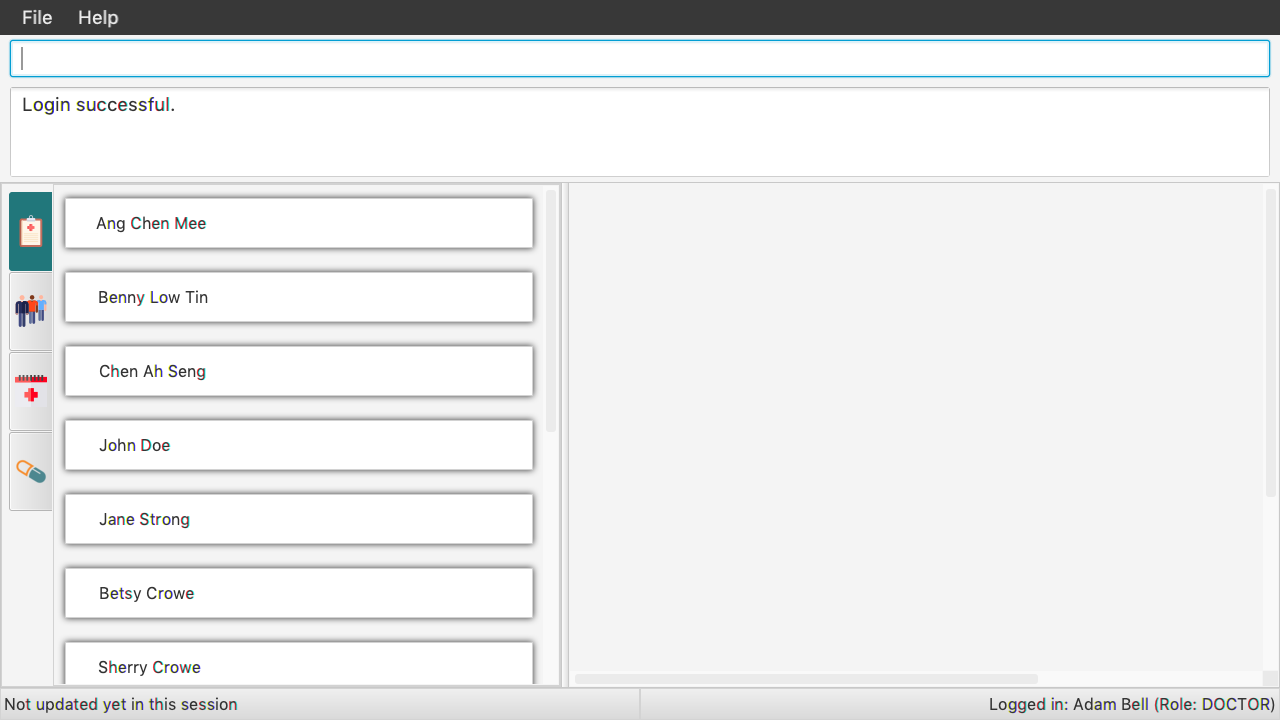 File Help
Login successful.
Ang Chen Mee
Benny Low Tin
Chen Ah Seng
John Doe
Jane Strong
Betsy Crowe
Sherry Crowe
Not updated yet in this session
Logged in: Adam Bell (Role: DOCTOR)